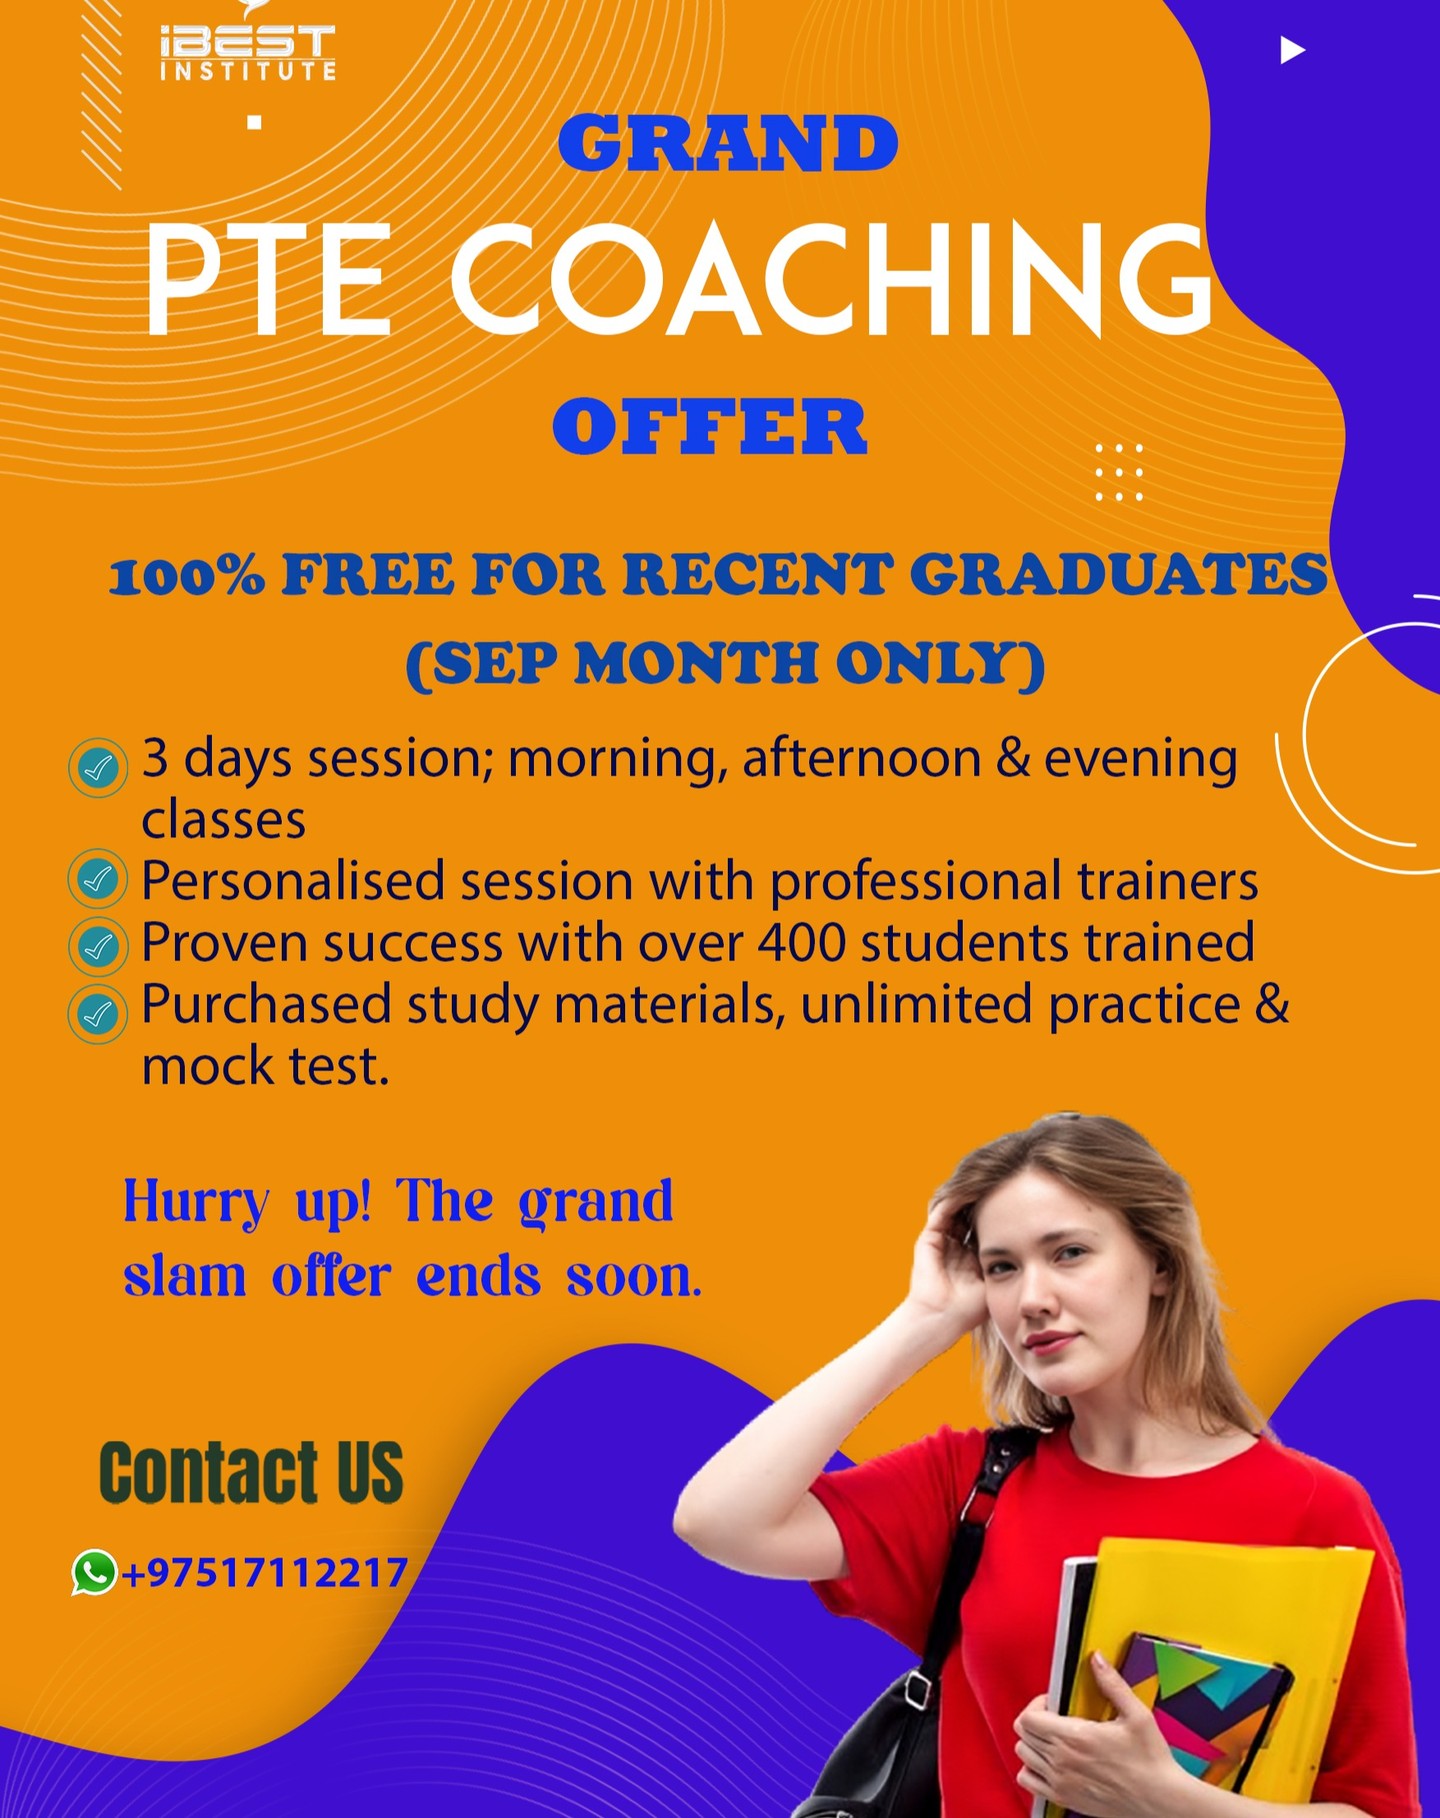 iBEST
INSTITUTE
GRAND
PTE COACHING
OFFER
100% FREE FOR RECENT GRADUATES
(SEP MONTH ONLY)
3 days session; morning, afternoon & evening
classes
Personalised session with professional trainers
Proven success with over 400 students trained
Purchased study materials, unlimited practice &
mock test.
Hurry up! The grand
slam offer ends soon.
Contact US
+97517112217